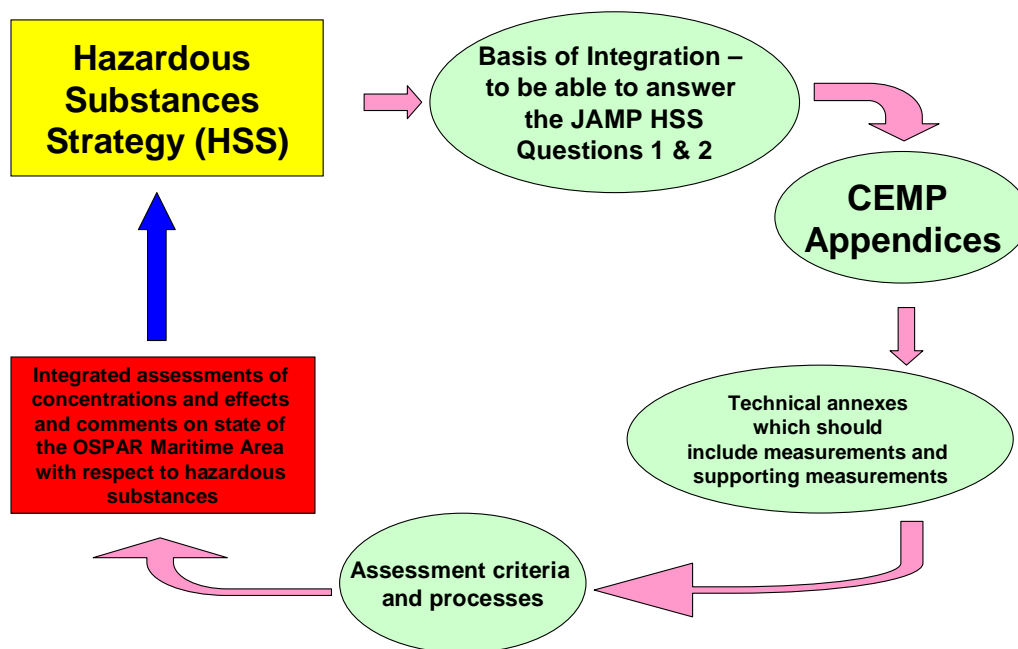 Hazardous
Substances
Strategy (HSS)
Basis of Integration –
to be able to answer
the JAMP HSS
Questions 1 & 2
CEMP
Appendices
Technical annexes
which should
include measurements and
supporting measurements
Assessment criteria
and processes
Integrated assessments of
concentrations and effects
and comments on state of
the OSPAR Maritime Area
with respect to hazardous
substances